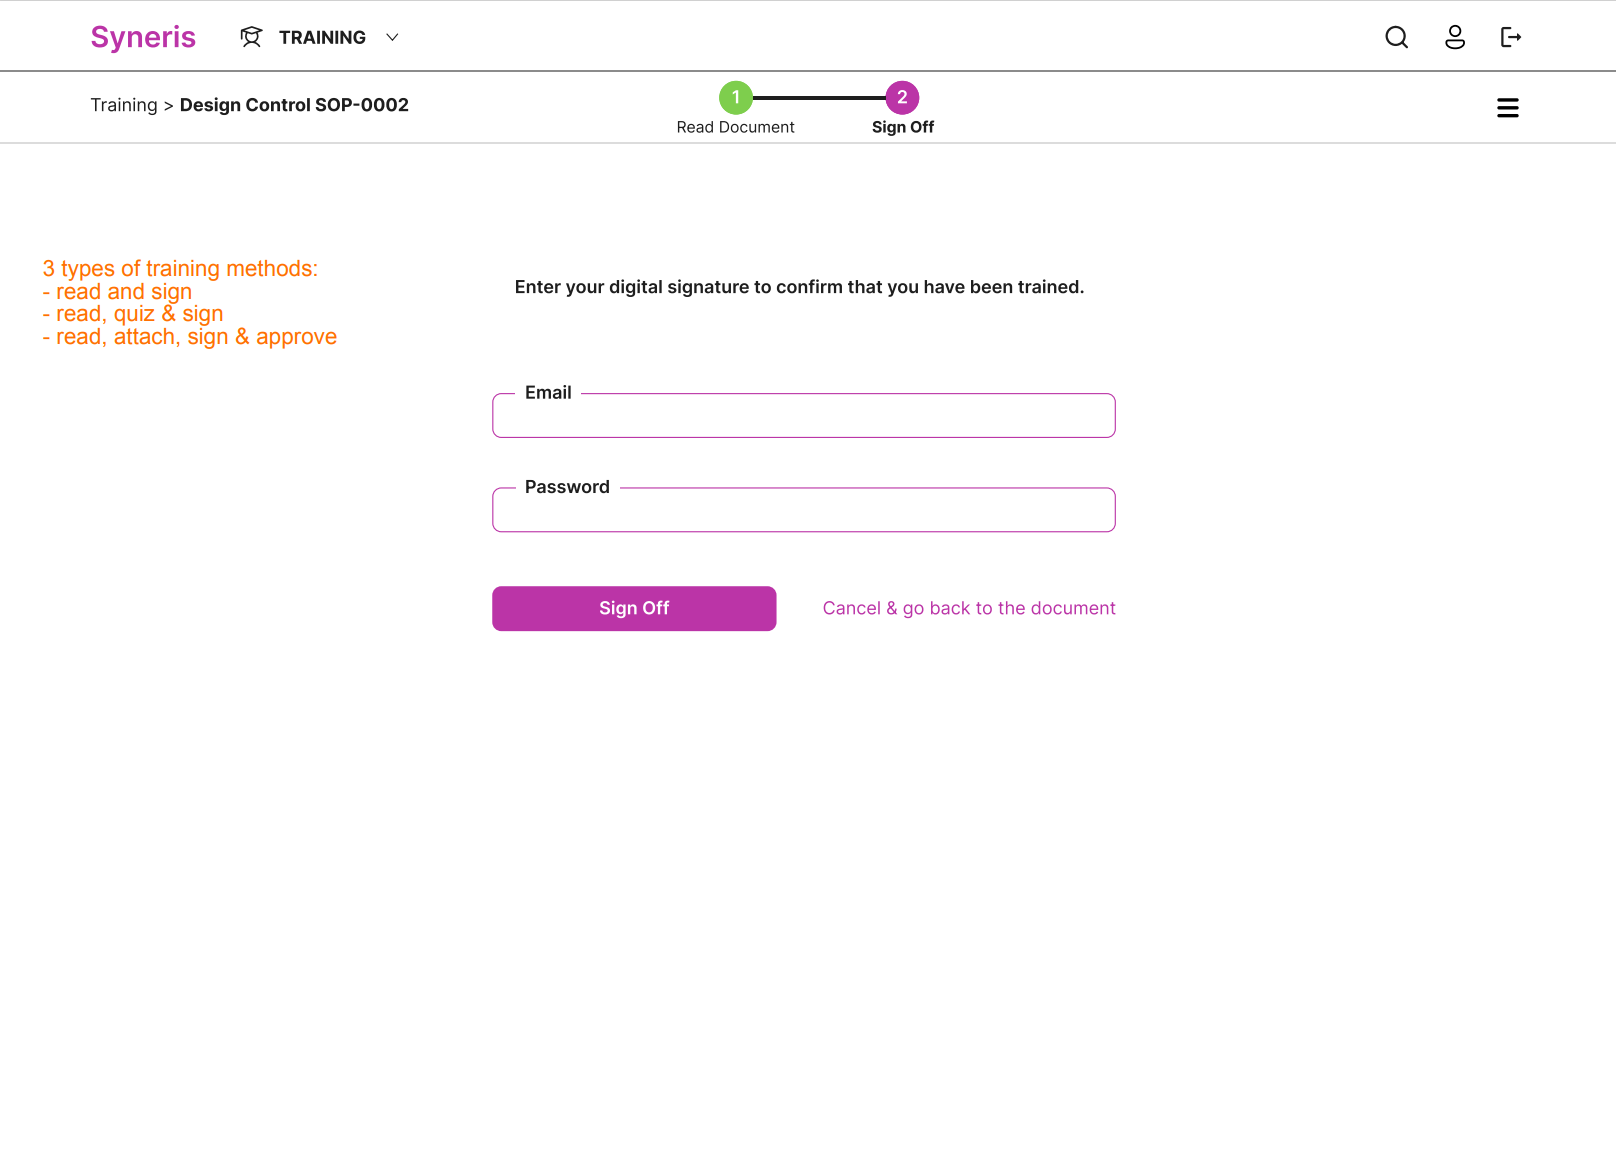 Syneris
TRAINING
Training > Design Control SOP-0002
1
2
Read Document
Sign Off
3 types of training methods:
- read and sign
- read, quiz & sign
- read, attach, sign & approve
Enter your digital signature to confirm that you have been trained.
Email
Password
Sign Off
Cancel & go back to the document